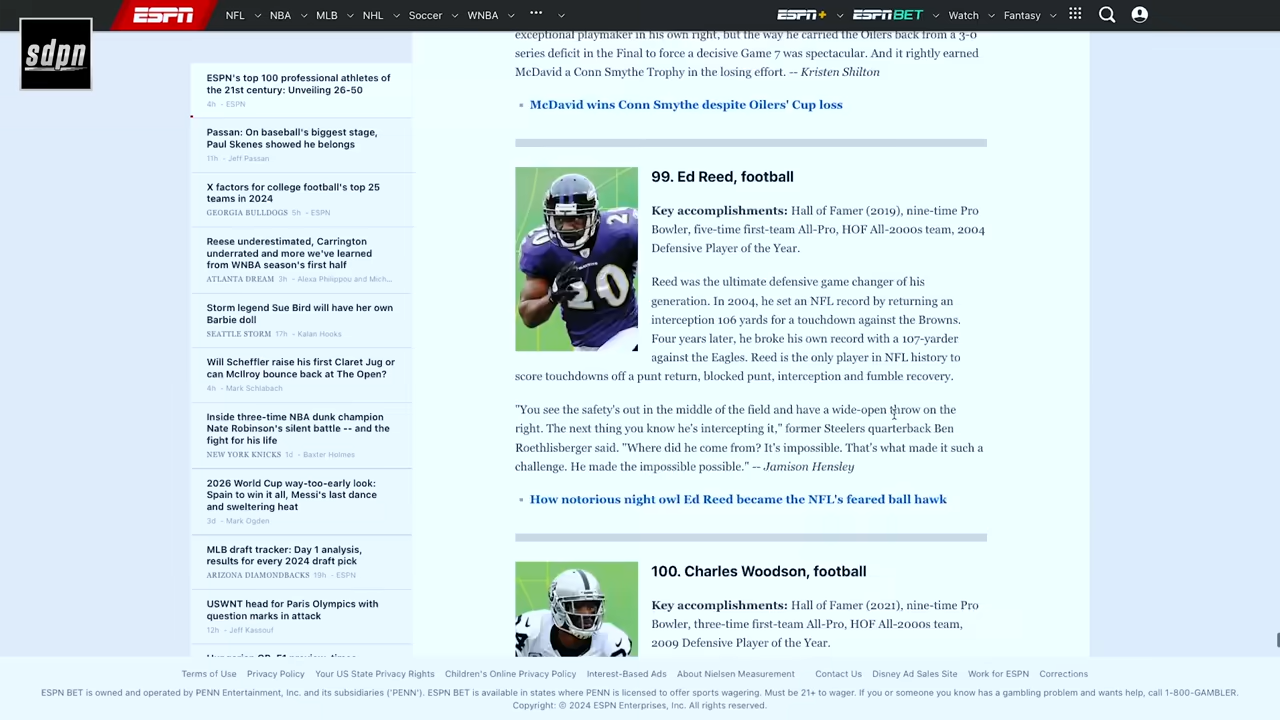 ESPN
NFL
NBA
MLB
NHL
Soccer
WNBA
•••
ESPN+
ESPN BET
Watch
Fantasy
sdpn
ESPN's top 100 professional athletes of
the 21st century: Unveiling 26-50
4h - ESPN
Passan: On baseball's biggest stage,
Paul Skenes showed he belongs
11h - Jeff Passan
X factors for college football's top 25
teams in 2024
GEORGIA BULLDOGS 5h - ESPN
Reese underestimated, Carrington
underrated and more we've learned
from WNBA season's first half
ATLANTA DREAM 3h - Alexa Philippou and Mich...
Storm legend Sue Bird will have her own
Barbie doll
SEATTLE STORM 17h - Kalan Hooks
Will Scheffler raise his first Claret Jug or
can McIlroy bounce back at The Open?
4h - Mark Schlabach
Inside three-time NBA dunk champion
Nate Robinson's silent battle -- and the
fight for his life
NEW YORK KNICKS 1d - Baxter Holmes
2026 World Cup way-too-early look:
Spain to win it all, Messi's last dance
and sweltering heat
3d - Mark Ogden
MLB draft tracker: Day 1 analysis,
results for every 2024 draft pick
ARIZONA DIAMONDBACKS 19h - ESPN
USWNT head for Paris Olympics with
question marks in attack
12h - Jeff Kassouf
exceptional playmaker in his own right, but the way he carried the Oilers back from a 3-0
series deficit in the Final to force a decisive Game 7 was spectacular. And it rightly earned
McDavid a Conn Smythe Trophy in the losing effort. -- Kristen Shilton
McDavid wins Conn Smythe despite Oilers' Cup loss
99. Ed Reed, football
Key accomplishments: Hall of Famer (2019), nine-time Pro
Bowler, five-time first-team All-Pro, HOF All-2000s team, 2004
Defensive Player of the Year.
Reed was the ultimate defensive game changer of his
generation. In 2004, he set an NFL record by returning an
interception 106 yards for a touchdown against the Browns.
Four years later, he broke his own record with a 107-yarder
against the Eagles. Reed is the only player in NFL history to
score touchdowns off a punt return, blocked punt, interception and fumble recovery.
"You see the safety's out in the middle of the field and have a wide-open throw on the
right. The next thing you know he's intercepting it," former Steelers quarterback Ben
Roethlisberger said. "Where did he come from? It's impossible. That's what made it such a
challenge. He made the impossible possible." -- Jamison Hensley
How notorious night owl Ed Reed became the NFL's feared ball hawk
100. Charles Woodson, football
Key accomplishments: Hall of Famer (2021), nine-time Pro
Bowler, three-time first-team All-Pro, HOF All-2000s team,
2009 Defensive Player of the Year.
Terms of Use Privacy Policy Your US State Privacy Rights Children's Online Privacy Policy Interest-Based Ads About Nielsen Measurement Contact Us Disney Ad Sales Site Work for ESPN Corrections
ESPN BET is owned and operated by PENN Entertainment, Inc. and its subsidiaries ('PENN'). ESPN BET is available in states where PENN is licensed to offer sports wagering. Must be 21+ to wager. If you or someone you know has a gambling problem and wants help, call 1-800-GAMBLER.
Copyright: © 2024 ESPN Enterprises, Inc. All rights reserved.